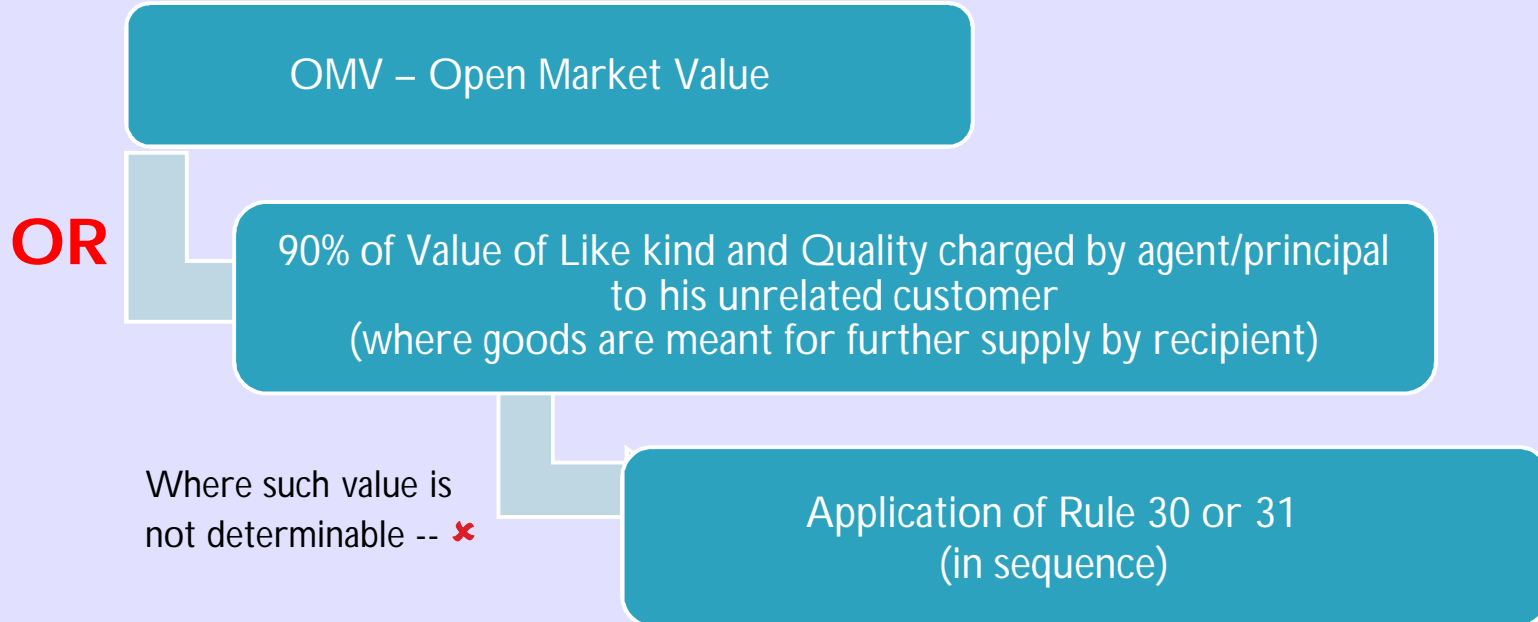 OMV – Open Market Value
OR
90% of Value of Like kind and Quality charged by agent/principal
to his unrelated customer
(where goods are meant for further supply by recipient)
Where such value is
not determinable -- ✘
Application of Rule 30 or 31
(in sequence)